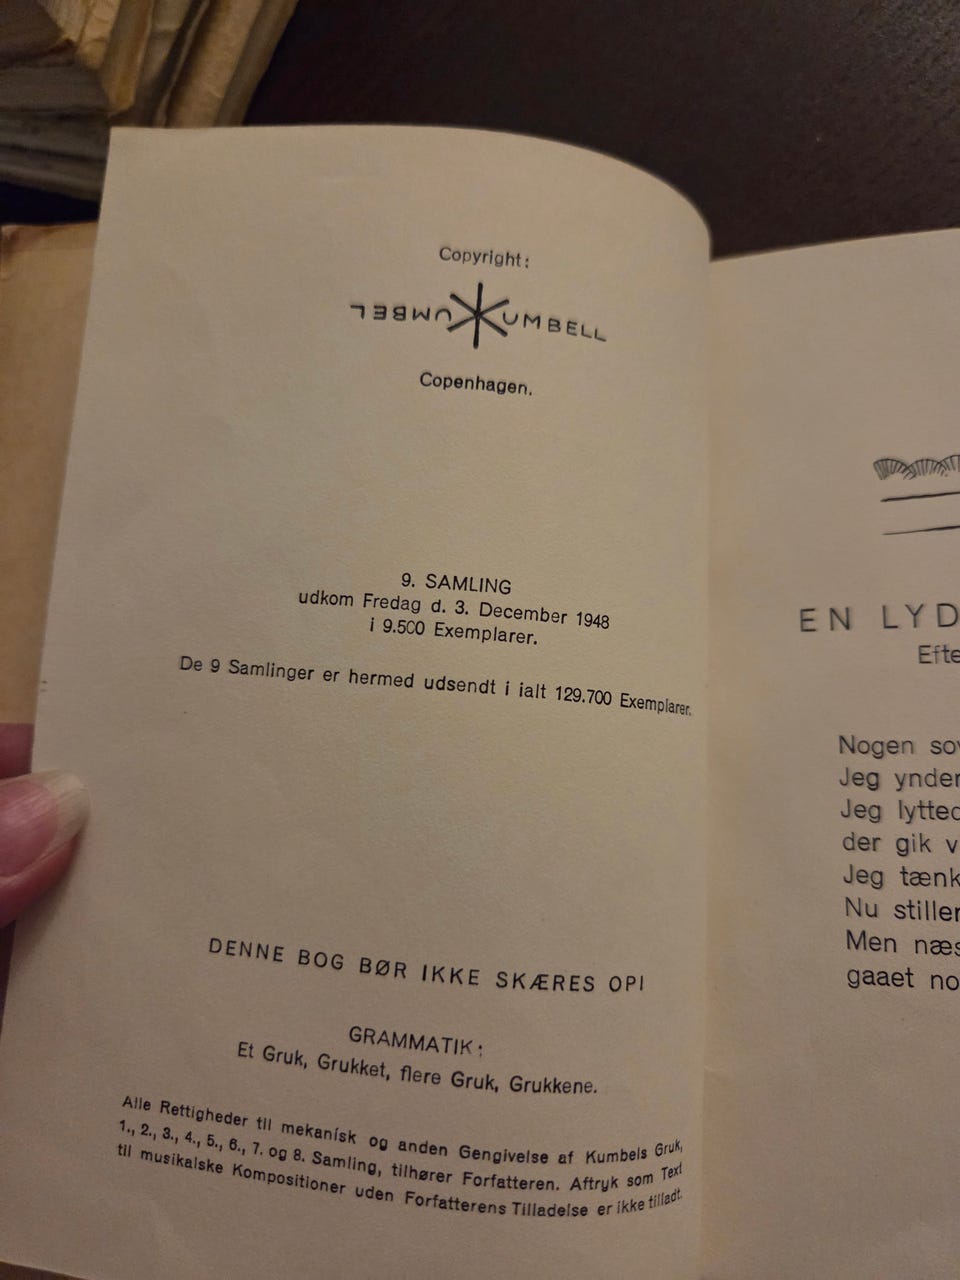 Copyright:
KUMBELL KUMBELL
Copenhagen.
9. SAMLING
udkom Fredag d. 3. December 1948
i 9.500 Exemplarer.
De 9 Samlinger er hermed udsendt i ialt 129.700 Exemplarer.
DENNE BOG BØR IKKE SKÆRES OP!
GRAMMATIK:
Et Gruk, Grukket, flere Gruk, Grukkene.
Alle Rettigheder til mekanisk og anden Gengivelse af Kumbels Gruk,
1., 2., 3., 4., 5., 6., 7. og 8. Samling, tilhører Forfatteren. Aftryk som Text
til musikalske Kompositioner uden Forfatterens Tilladelse er ikke tilladt.
EN LYD
Efte
Nogen sov
Jeg ynder
Jeg lytted
der gik v
Jeg tænk
Nu stiller
Men næs
gaaet no